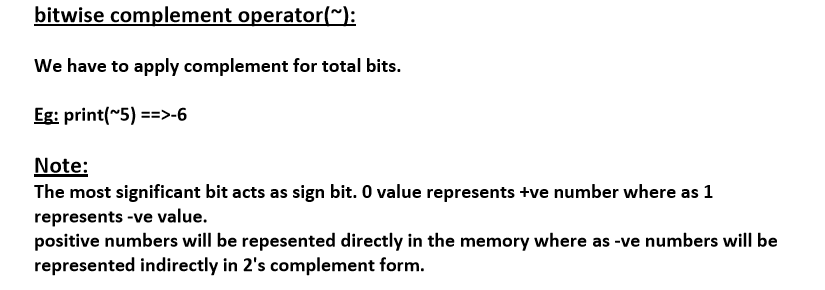 bitwise complement operator(~):
We have to apply complement for total bits.
Eg: print(~5) ==>-6
Note:
The most significant bit acts as sign bit. 0 value represents +ve number where as 1
represents -ve value.
positive numbers will be repesented directly in the memory where as -ve numbers will be
represented indirectly in 2's complement form.